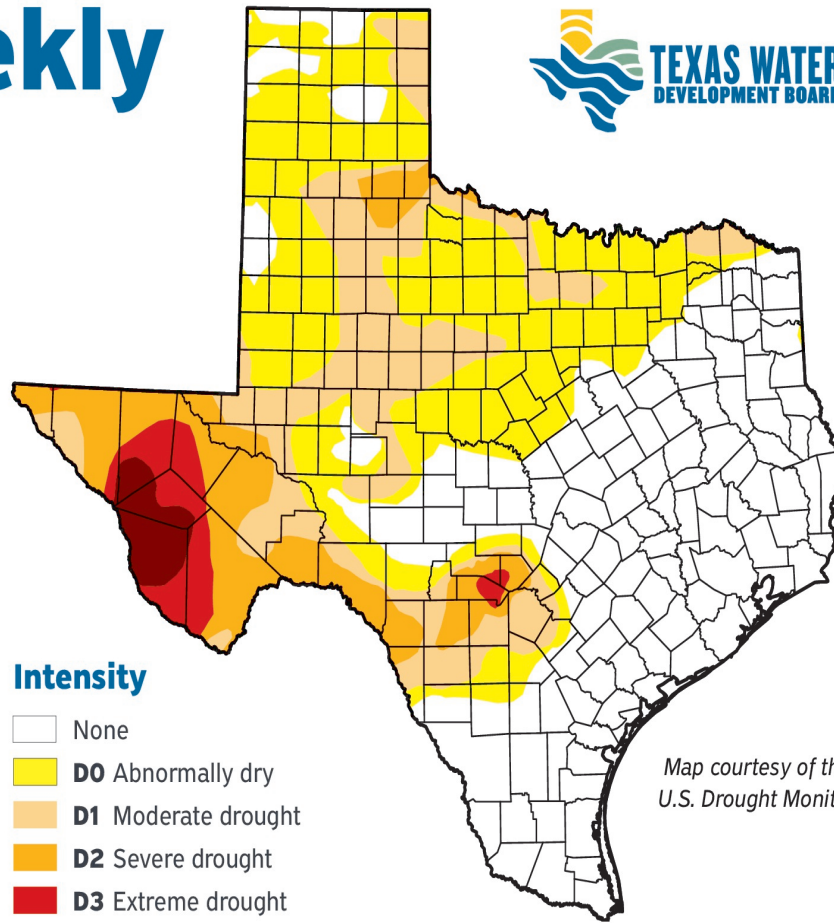 ekly
TEXAS WATER
DEVELOPMENT BOARD
Intensity
None
D0 Abnormally dry
D1 Moderate drought
D2 Severe drought
D3 Extreme drought
Map courtesy of th
U.S. Drought Monit